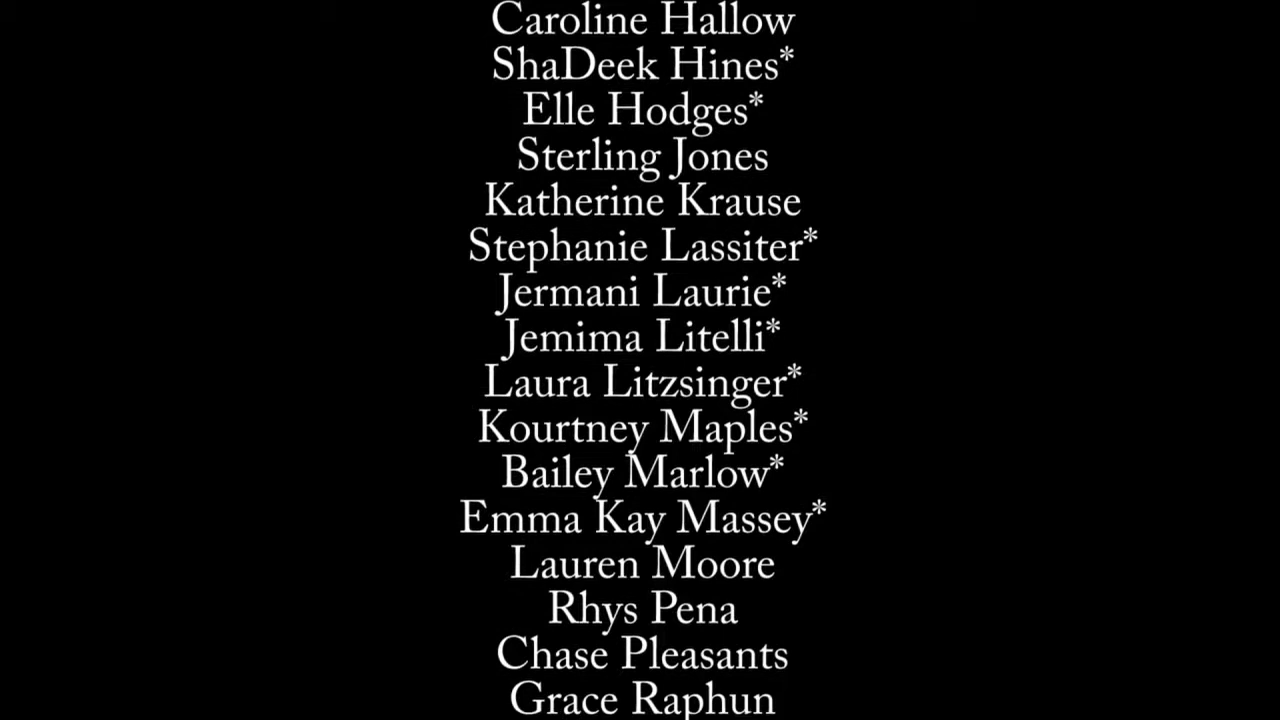 Caroline Hallow
ShaDeek Hines*
Elle Hodges*
Sterling Jones
Katherine Krause
Stephanie Lassiter*
Jermani Laurie*
Jemima Litelli*
Laura Litzsinger*
Kourtney Maples*
Bailey Marlow*
Emma Kay Massey*
Lauren Moore
Rhys Pena
Chase Pleasants
Grace Raphun